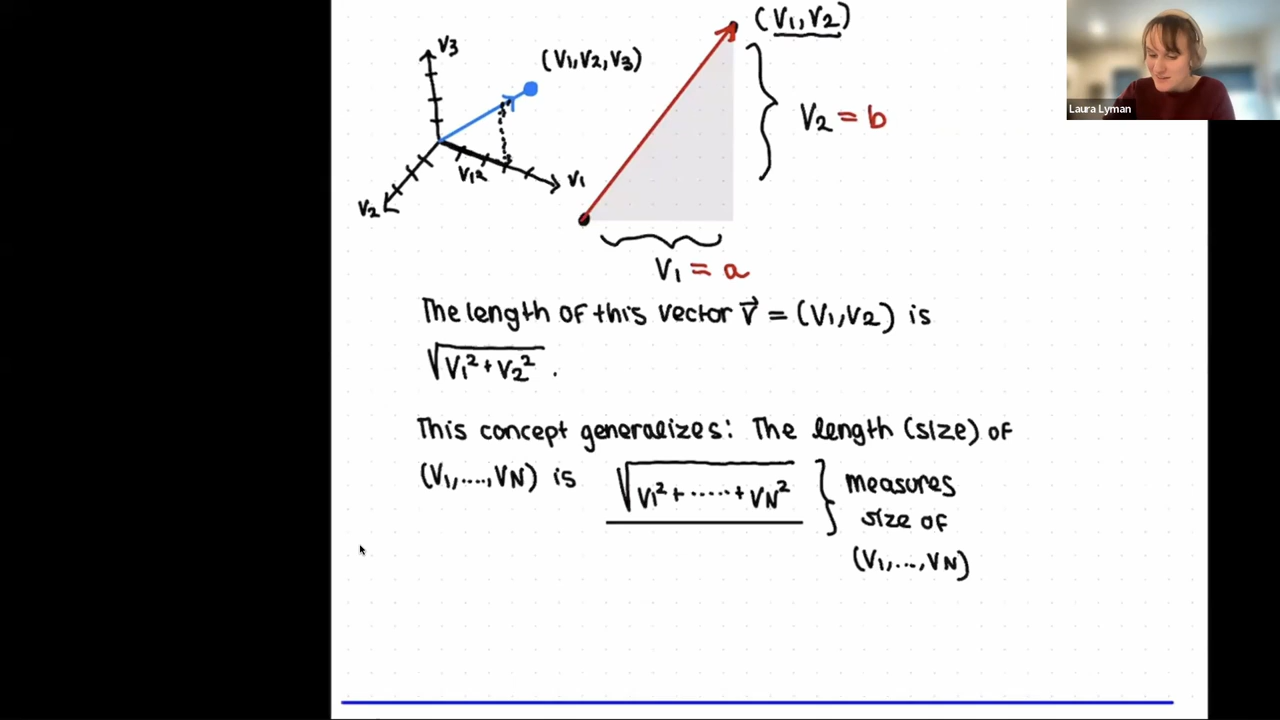 V3
(V1,V2,V3)
V12
V1
V2
(V1,V2)
V2 = b
V1 = a
Laura Lyman
The length of this vector v⃗ = (V1,V2) is
√V1² + V2² .
This concept generalizes: The length (size) of
(V1,....,VN) is √V1² + ······ + VN² } measures
size of
(V1,...,VN)